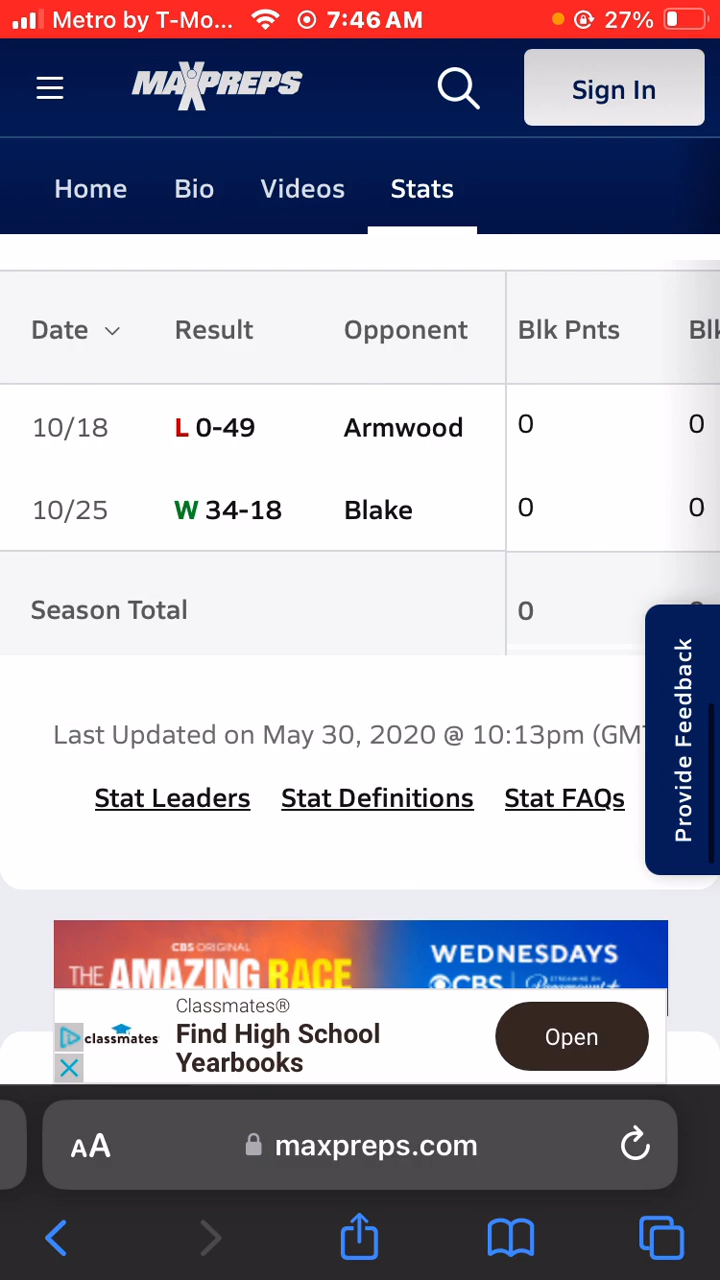 Metro by T-Mo... 7:46 AM 27%
MAXPREPS Sign In
Home Bio Videos Stats
Date Result Opponent Blk Pnts Blk
10/18 L 0-49 Armwood 0 0
10/25 W 34-18 Blake 0 0
Season Total 0
Provide Feedback
Last Updated on May 30, 2020 @ 10:13pm (GMT
Stat Leaders Stat Definitions Stat FAQs
CBS ORIGINAL
THE AMAZING RACE
WEDNESDAYS
CBS
Classmates®
classmates
Find High School
Yearbooks
Open
AA maxpreps.com